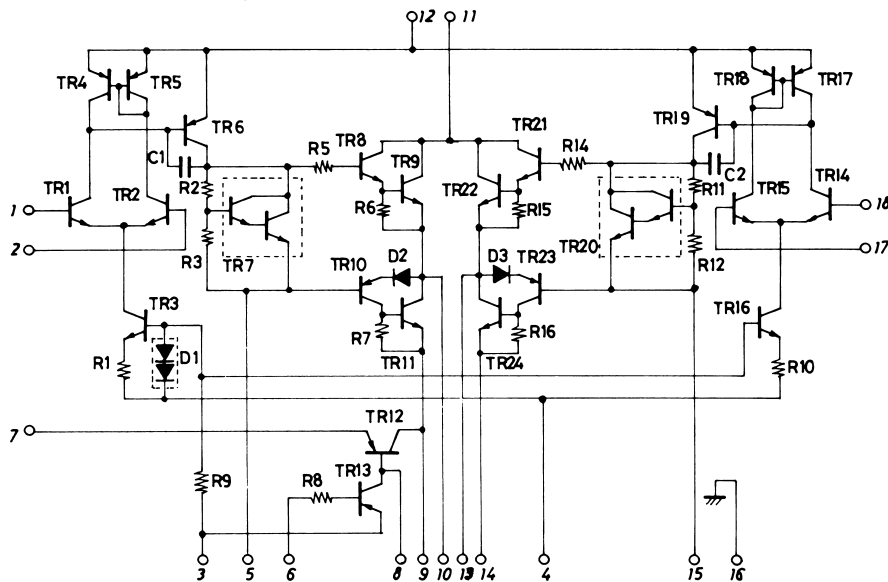 12 11
TR4 TR5 TR18 TR17
TR6 TR19
C1 R5 TR8 TR9 TR21 R14 C2
TR1 TR2 R2 R6 TR22 R15 R11 TR15 TR14
1 18
2 17
R3 TR7 TR10 D2 D3 TR23 TR20 R12
TR3 R7 R16 TR16
R1 D1 TR11 TR24 R10
7 TR12
R9 R8 TR13
3 5 6 8 9 10 13 14 4 15 16